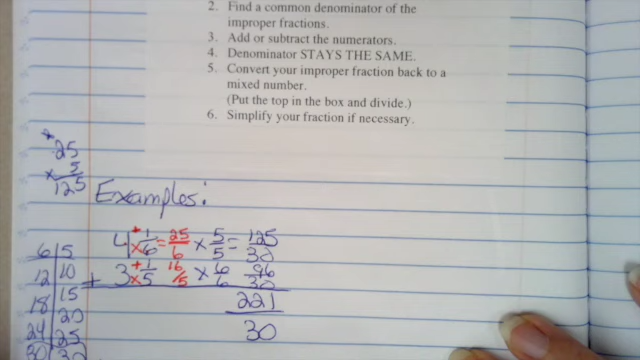 2. Find a common denominator of the
improper fractions.
3. Add or subtract the numerators.
4. Denominator STAYS THE SAME.
5. Convert your improper fraction back to a
mixed number.
(Put the top in the box and divide.)
6. Simplify your fraction if necessary.
25
× 5
125
Examples:
4 1/6 = 25/6 × 5/5 = 125/30
+ 3 1/5 16/5 × 6/6 96/30
221
30
6 | 5
12 | 10
18 | 15
24 | 20
30 | 25
30